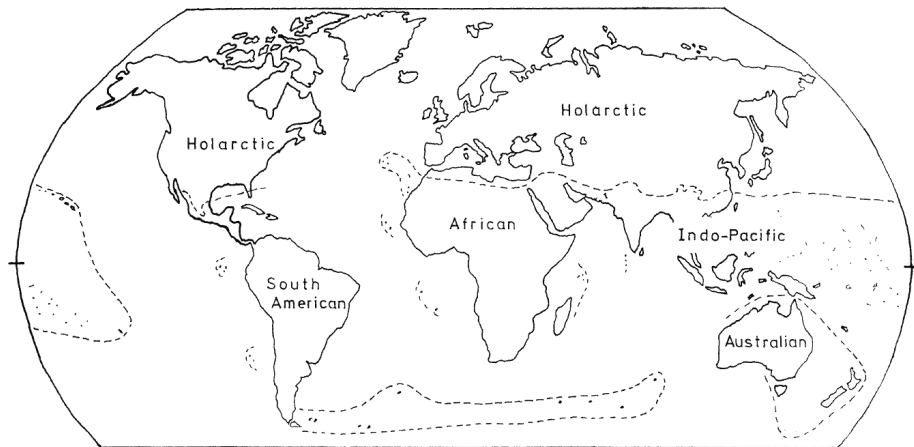 Holarctic
Holarctic
African
Indo-Pacific
South
American
Australian